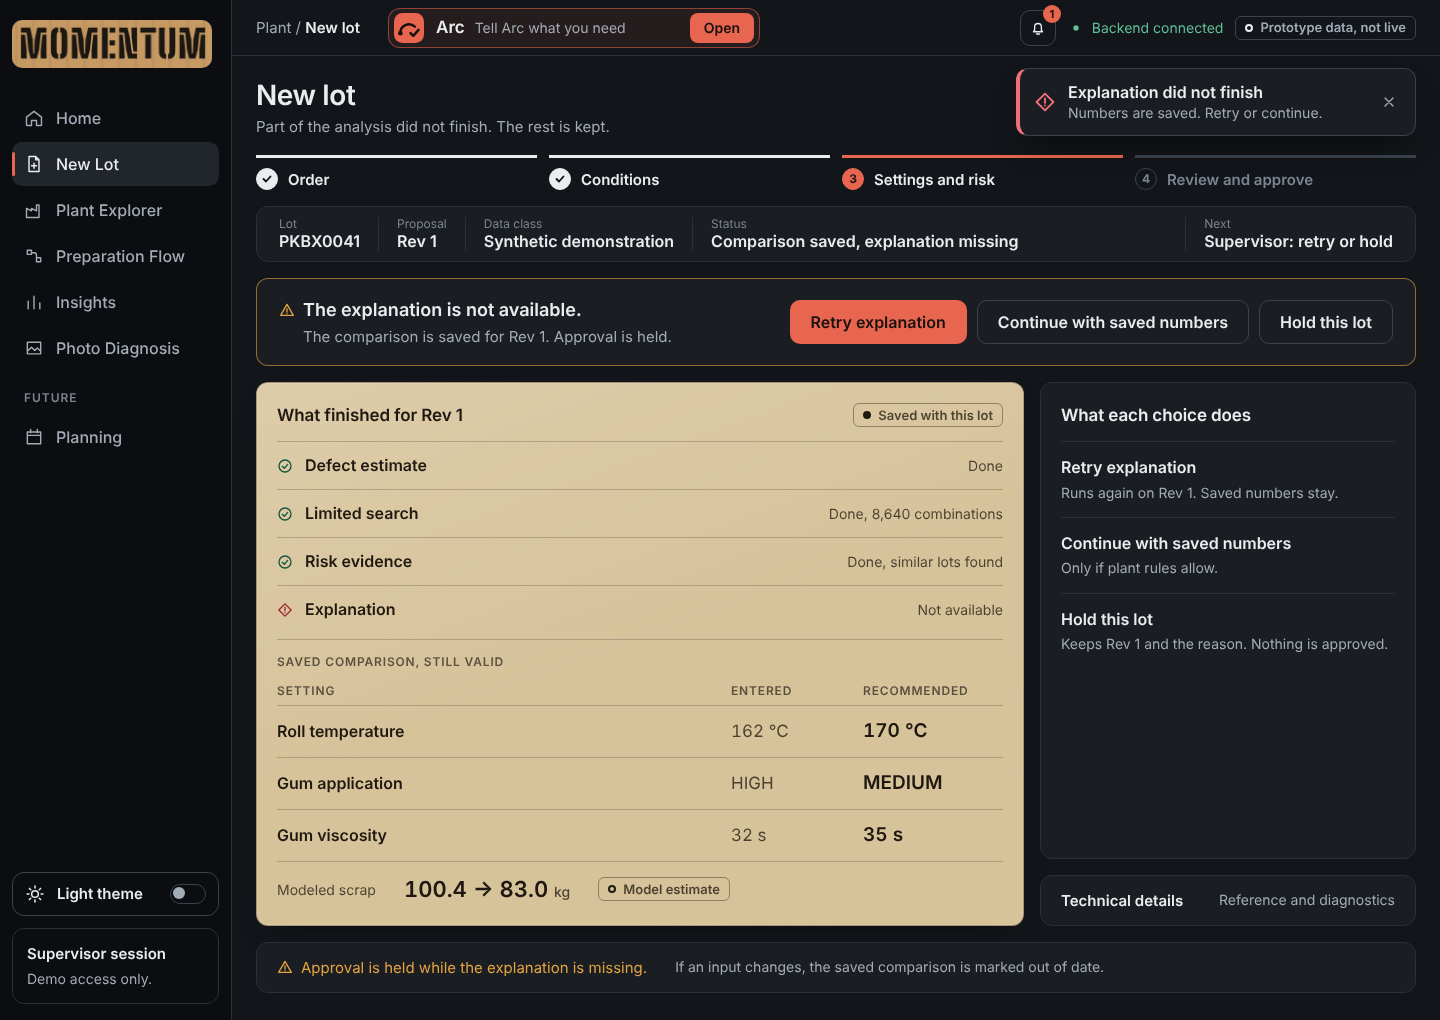 MOMENTUM
Home
New Lot
Plant Explorer
Preparation Flow
Insights
Photo Diagnosis
FUTURE
Planning
Light theme
Supervisor session
Demo access only.
Plant / New lot
Arc Tell Arc what you need Open
1
Backend connected
Prototype data, not live
New lot
Part of the analysis did not finish. The rest is kept.
Explanation did not finish
Numbers are saved. Retry or continue.
Order
Conditions
3 Settings and risk
4 Review and approve
Lot
PKBX0041
Proposal
Rev 1
Data class
Synthetic demonstration
Status
Comparison saved, explanation missing
Next
Supervisor: retry or hold
The explanation is not available.
The comparison is saved for Rev 1. Approval is held.
Retry explanation
Continue with saved numbers
Hold this lot
What finished for Rev 1
Saved with this lot
Defect estimate Done
Limited search Done, 8,640 combinations
Risk evidence Done, similar lots found
Explanation Not available
SAVED COMPARISON, STILL VALID
SETTING ENTERED RECOMMENDED
Roll temperature 162 °C 170 °C
Gum application HIGH MEDIUM
Gum viscosity 32 s 35 s
Modeled scrap 100.4 → 83.0 kg Model estimate
What each choice does
Retry explanation
Runs again on Rev 1. Saved numbers stay.
Continue with saved numbers
Only if plant rules allow.
Hold this lot
Keeps Rev 1 and the reason. Nothing is approved.
Technical details Reference and diagnostics
Approval is held while the explanation is missing. If an input changes, the saved comparison is marked out of date.